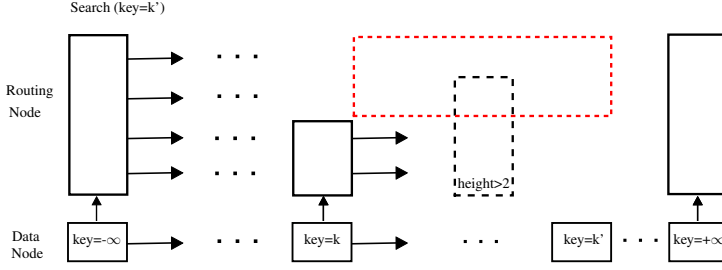 Search (key=k’)
Routing
Node
height>2
Data
Node
key=-∞
key=k
key=k’
key=+∞